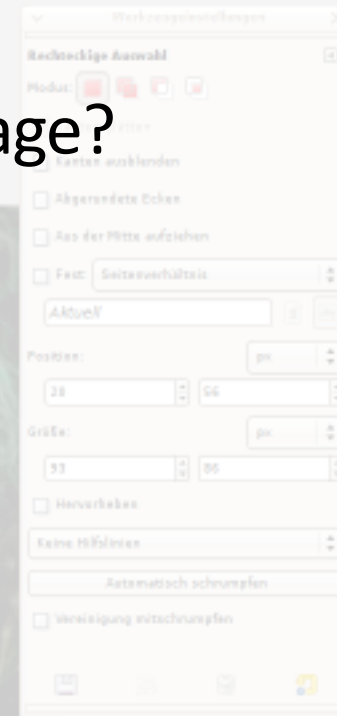 Werkzeugeinstellungen
Rechteckige Auswahl
Modus:
age?
Kanten ausblenden
Abgerundete Ecken
Aus der Mitte aufziehen
Fest: Seitenverhältnis
Aktuell
Position: px
56
Größe: px
93 86
Hervorheben
Keine Hilfslinien
Automatisch schrumpfen
Vereinigung mitschrumpfen